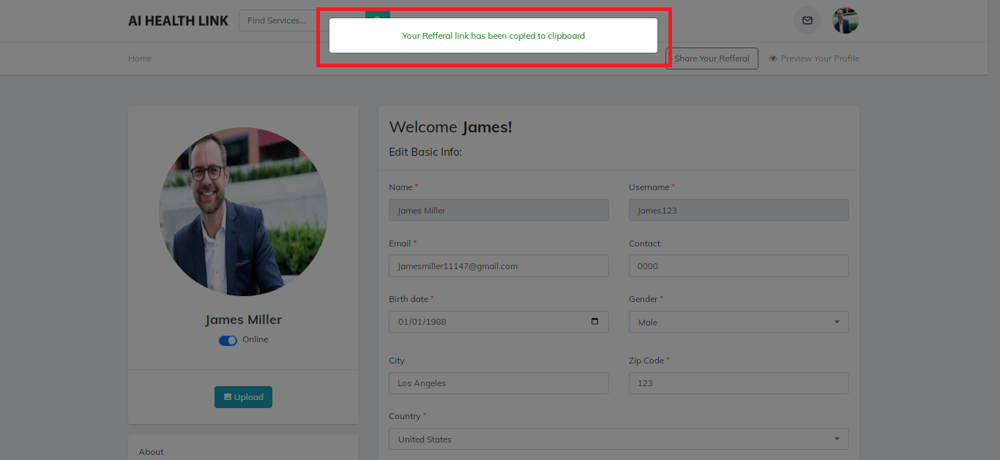 AI HEALTH LINK
Find Services...
Your Refferal link has been copied to clipboard
Home
Share Your Refferal
Preview Your Profile
James Miller
Online
Upload
About
Welcome James!
Edit Basic Info:
Name * Username *
James Miller James123
Email * Contact
Jamesmiller11147@gmail.com 0000
Birth date * Gender *
01/01/1988 Male
City Zip Code *
Los Angeles 123
Country *
United States